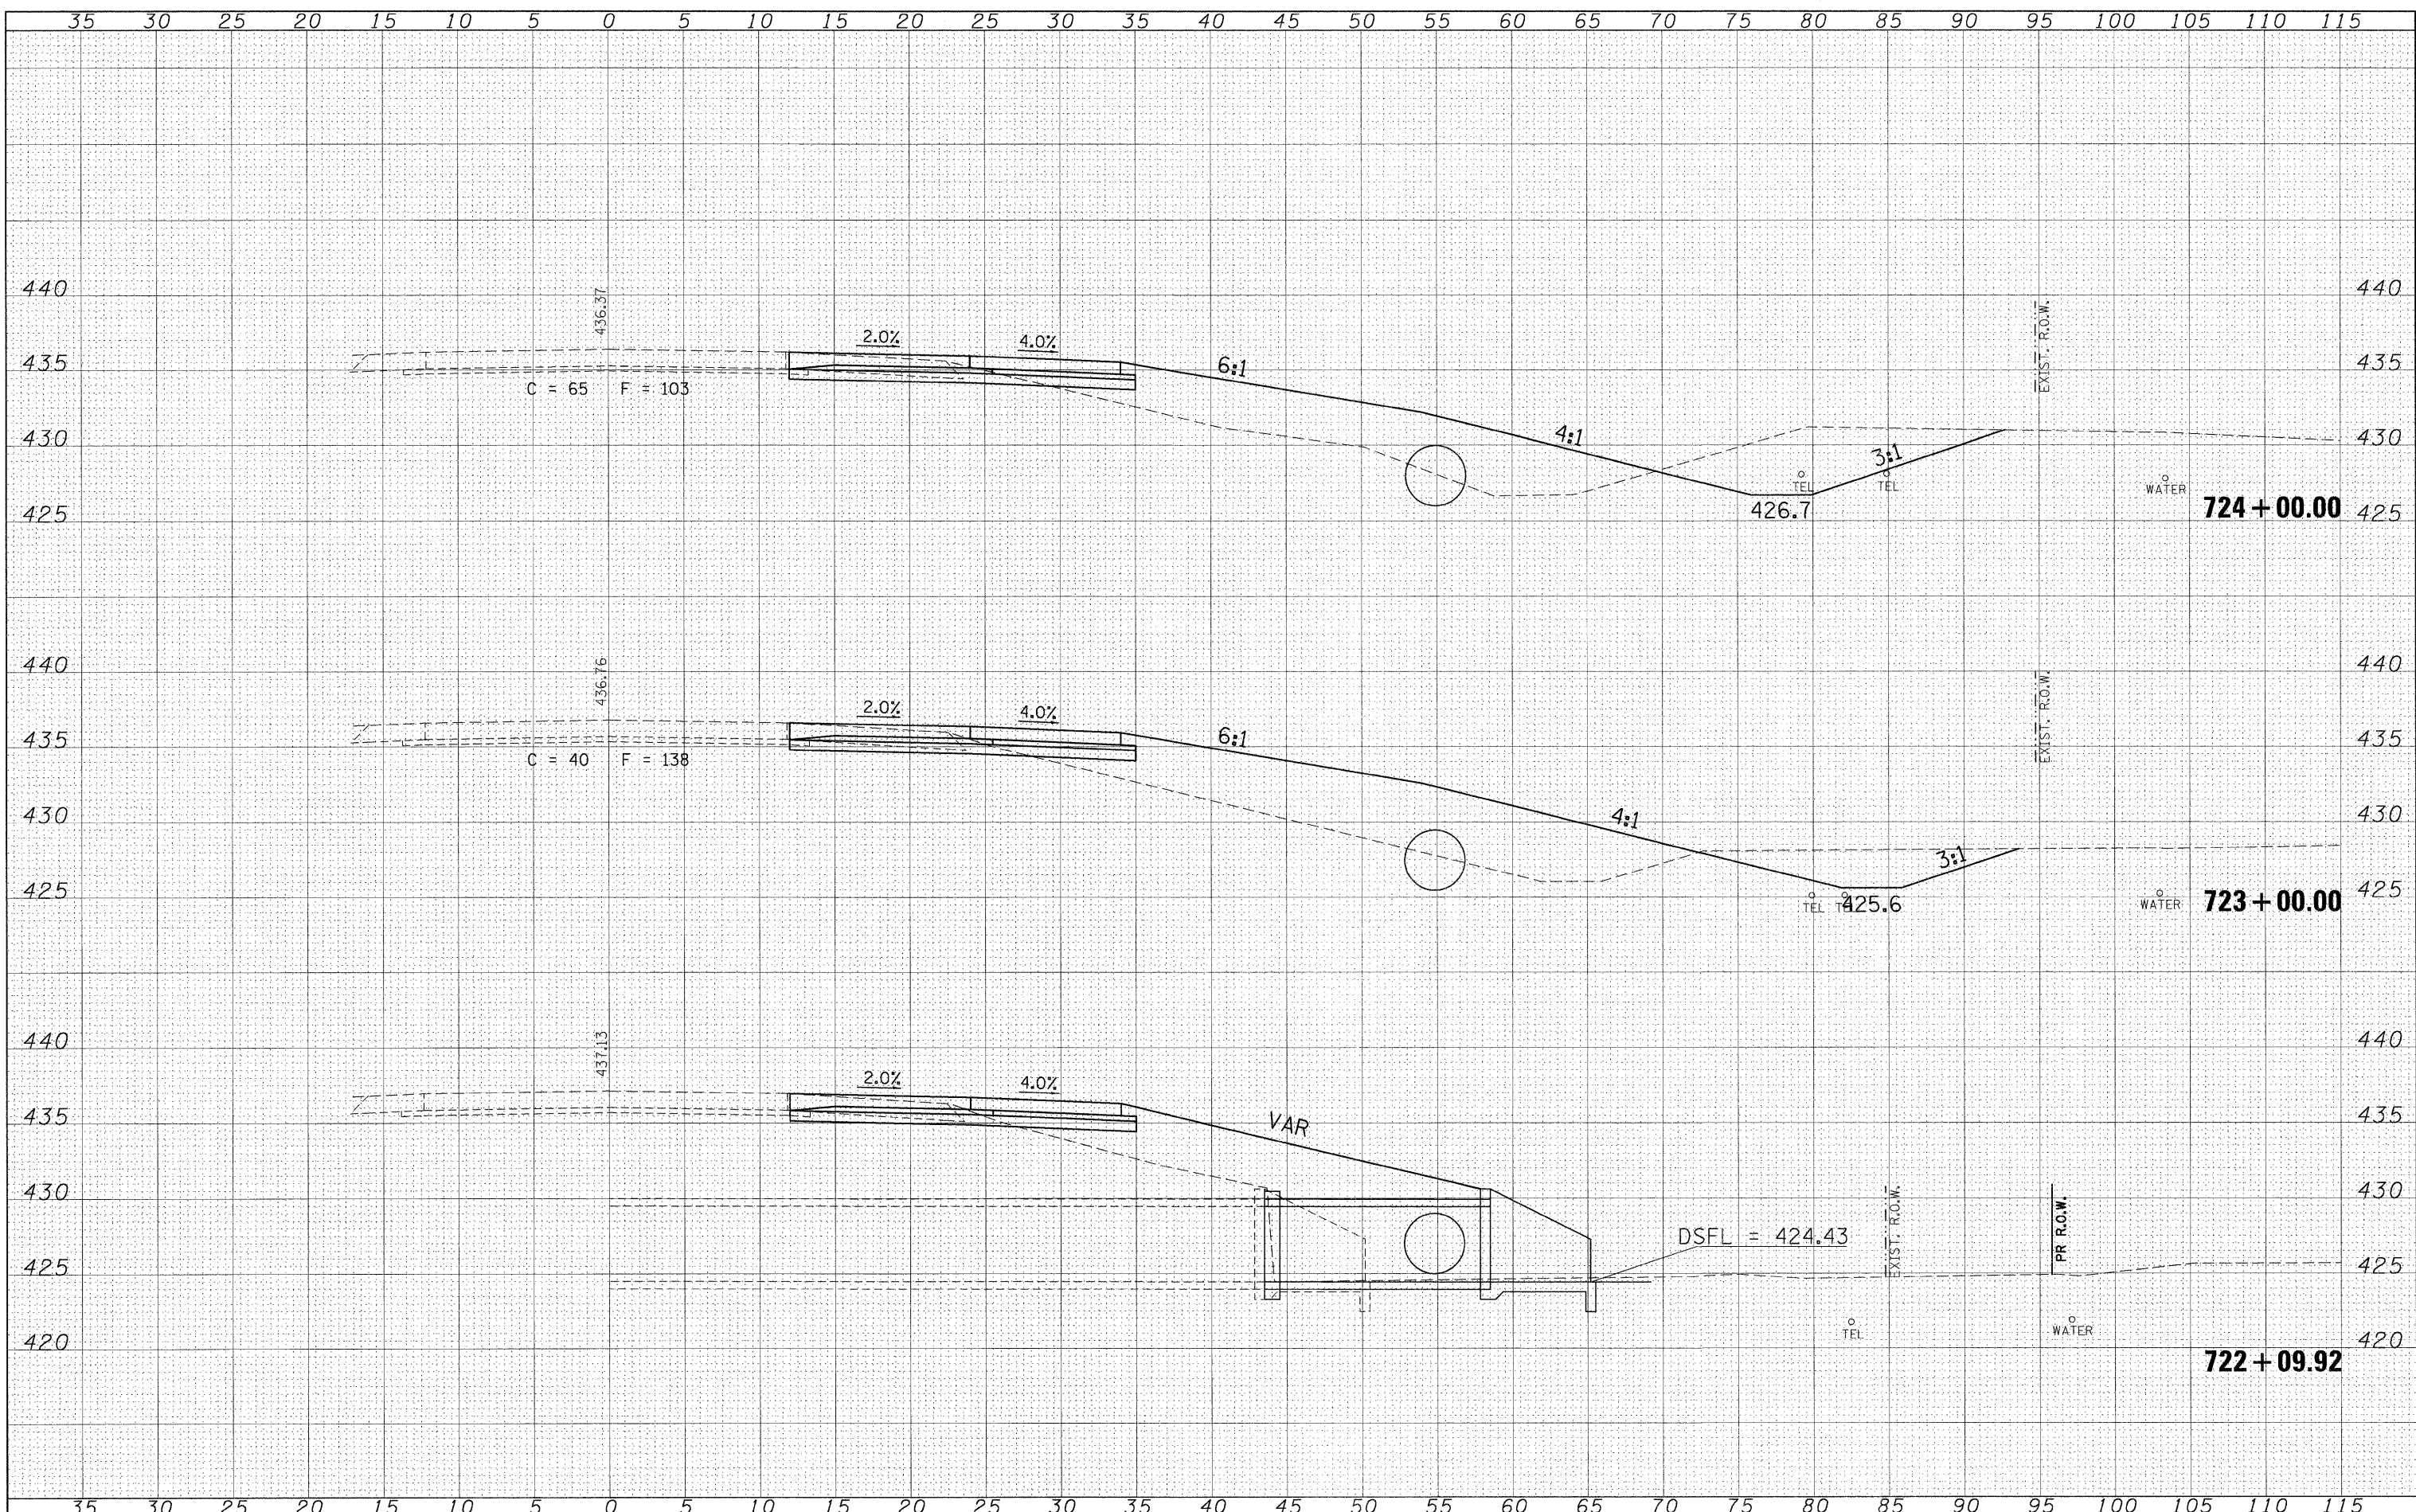 35 30 25 20 15 10 5 0 5 10 15 20 25 30 35 40 45 50 55 60 65 70 75 80 85 90 95 100 105 110 115
440 436.37 EXIST. R.O.W. 440
2.0% 4.0%
435 6:1 435
C = 65 F = 103
430 4:1 3:1 430
TEL TEL WATER
425 426.7 724+00.00 425
440 436.76 EXIST. R.O.W. 440
2.0% 4.0%
435 6:1 435
C = 40 F = 138
430 4:1 430
3:1
425 TEL TEL 425.6 WATER 723+00.00 425
440 437.13 440
2.0% 4.0%
435 VAR 435
430 EXIST. R.O.W. PR R.O.W. 430
DSFL = 424.43
425 425
TEL WATER
420 420
722+09.92
35 30 25 20 15 10 5 0 5 10 15 20 25 30 35 40 45 50 55 60 65 70 75 80 85 90 95 100 105 110 115